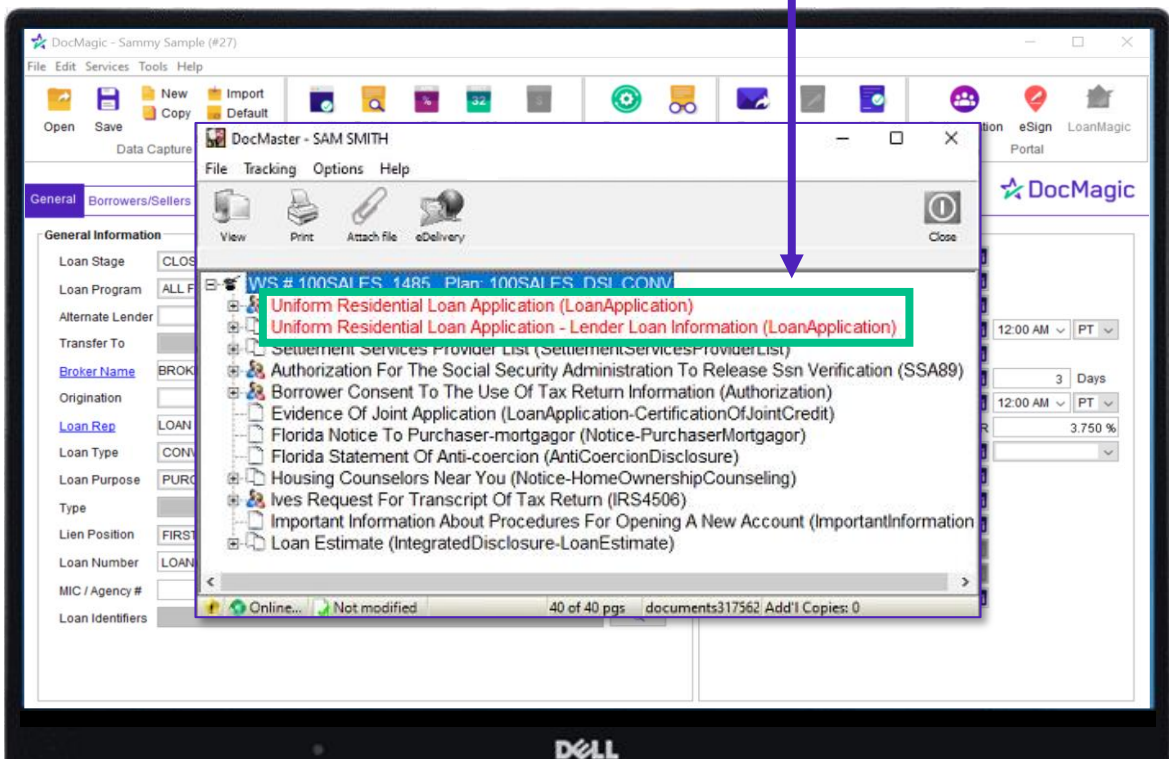 DocMagic - Sammy Sample (#27)
File Edit Services Tools Help
New Import
Copy Default
% 32 $
Open Save
tion eSign LoanMagic
Data Capture
Portal
DocMaster - SAM SMITH
File Tracking Options Help
View Print Attach file eDelivery Close
DocMagic
General Borrowers/Sellers
WS # 100SALES_1485, Plan: 100SALES, DSI, CONV
Uniform Residential Loan Application (LoanApplication)
Uniform Residential Loan Application - Lender Loan Information (LoanApplication)
Settlement Services Provider List (SettlementServicesProviderList)
Authorization For The Social Security Administration To Release Ssn Verification (SSA89)
Borrower Consent To The Use Of Tax Return Information (Authorization)
Evidence Of Joint Application (LoanApplication-CertificationOfJointCredit)
Florida Notice To Purchaser-mortgagor (Notice-PurchaserMortgagor)
Florida Statement Of Anti-coercion (AntiCoercionDisclosure)
Housing Counselors Near You (Notice-HomeOwnershipCounseling)
Ives Request For Transcript Of Tax Return (IRS4506)
Important Information About Procedures For Opening A New Account (ImportantInformation
Loan Estimate (IntegratedDisclosure-LoanEstimate)
Online... Not modified 40 of 40 pgs documents317562 Add'l Copies: 0
General Information
Loan Stage CLOS
Loan Program ALL F
Alternate Lender
Transfer To
Broker Name BROK
Origination
Loan Rep LOAN
Loan Type CONV
Loan Purpose PURC
Type
Lien Position FIRST
Loan Number LOAN
MIC / Agency #
Loan Identifiers
12:00 AM PT
3 Days
12:00 AM PT
R 3.750 %
DELL